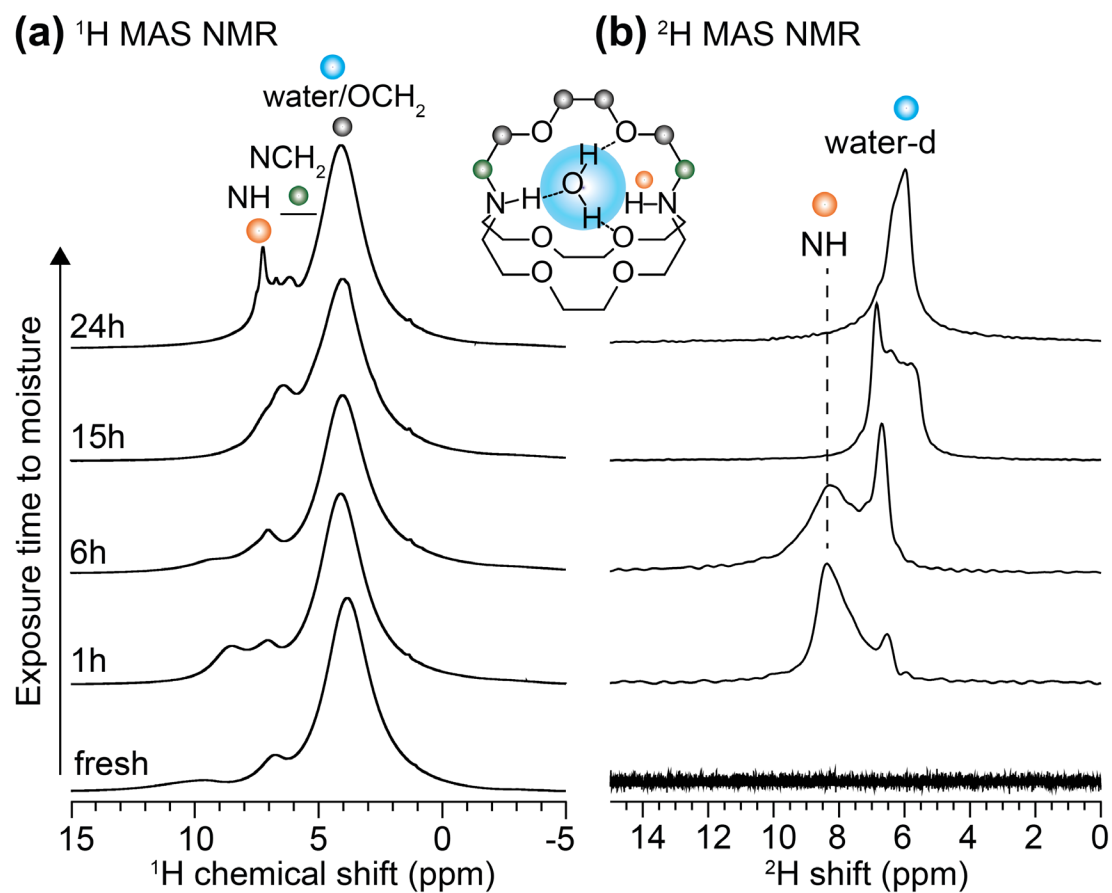 (a) ¹H MAS NMR
water/OCH₂
NCH₂
NH
24h
15h
6h
1h
fresh
Exposure time to moisture
15 10 5 0 -5
¹H chemical shift (ppm)
O O
H
O
N H H N
H
O O
O O
(b) ²H MAS NMR
water-d
NH
14 12 10 8 6 4 2 0
²H shift (ppm)